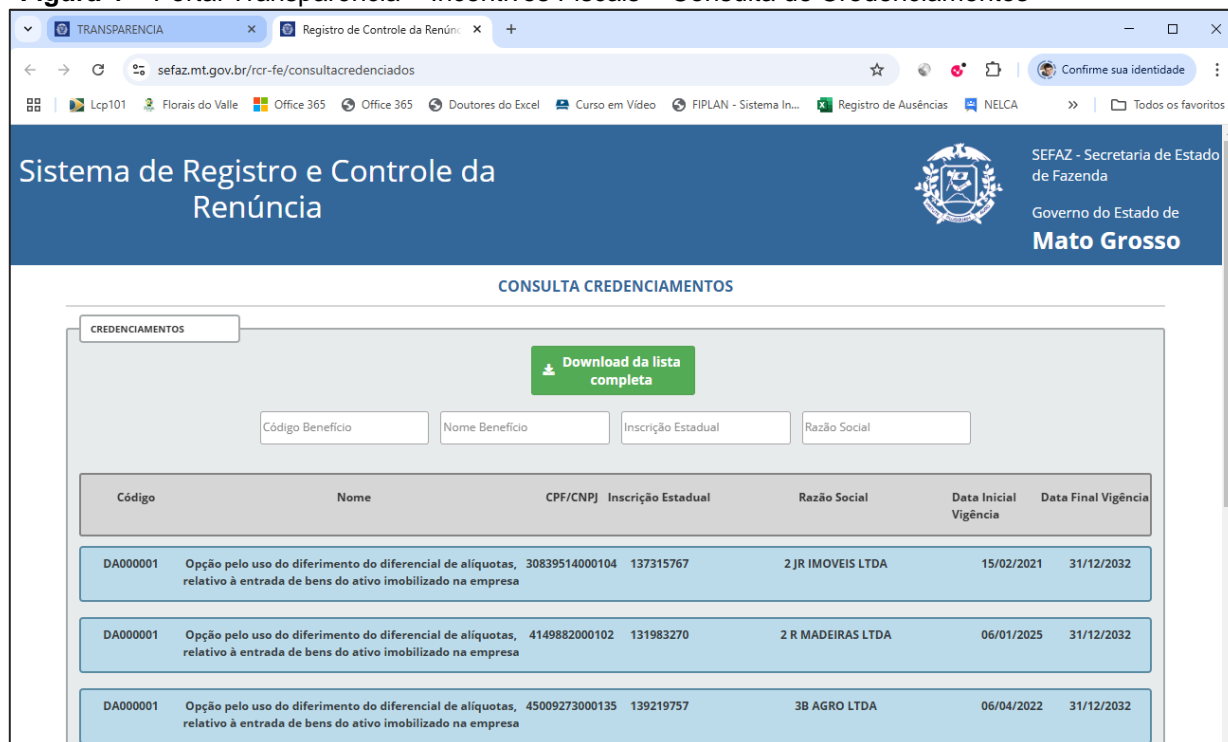 TRANSPARENCIA
Registro de Controle da Renúnc
sefaz.mt.gov.br/rcr-fe/consultacredenciados
Confirme sua identidade
Lcp101 Florais do Valle Office 365 Office 365 Doutores do Excel Curso em Vídeo FIPLAN - Sistema In... Registro de Ausências NELCA » Todos os favoritos
Sistema de Registro e Controle da
Renúncia
SEFAZ - Secretaria de Estado
de Fazenda
Governo do Estado de
Mato Grosso
CONSULTA CREDENCIAMENTOS
CREDENCIAMENTOS
Download da lista
completa
Código Benefício Nome Benefício Inscrição Estadual Razão Social
Código Nome CPF/CNPJ Inscrição Estadual Razão Social Data Inicial Data Final Vigência
Vigência
DA000001 Opção pelo uso do diferimento do diferencial de alíquotas, 30839514000104 137315767 2 JR IMOVEIS LTDA 15/02/2021 31/12/2032
relativo à entrada de bens do ativo imobilizado na empresa
DA000001 Opção pelo uso do diferimento do diferencial de alíquotas, 4149882000102 131983270 2 R MADEIRAS LTDA 06/01/2025 31/12/2032
relativo à entrada de bens do ativo imobilizado na empresa
DA000001 Opção pelo uso do diferimento do diferencial de alíquotas, 45009273000135 139219757 3B AGRO LTDA 06/04/2022 31/12/2032
relativo à entrada de bens do ativo imobilizado na empresa